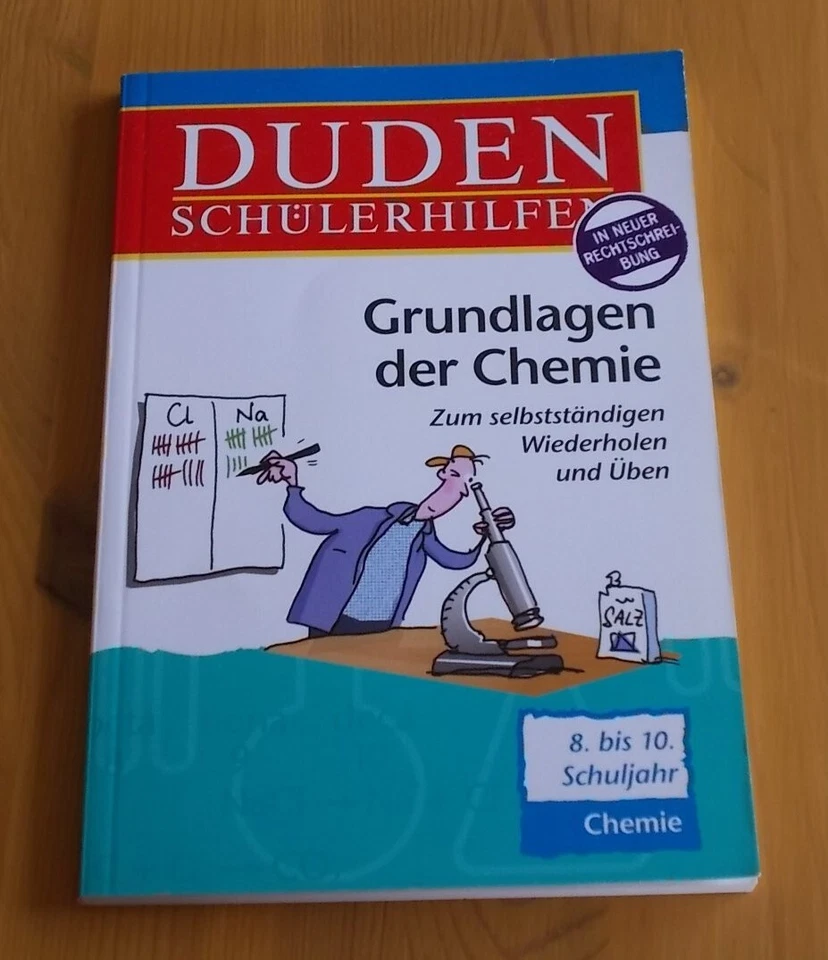 DUDEN
SCHÜLERHILFEN
IN NEUER
RECHTSCHREI-
BUNG
Grundlagen
der Chemie
Zum selbstständigen
Wiederholen
und Üben
Cl Na
SALZ
8. bis 10.
Schuljahr
Chemie